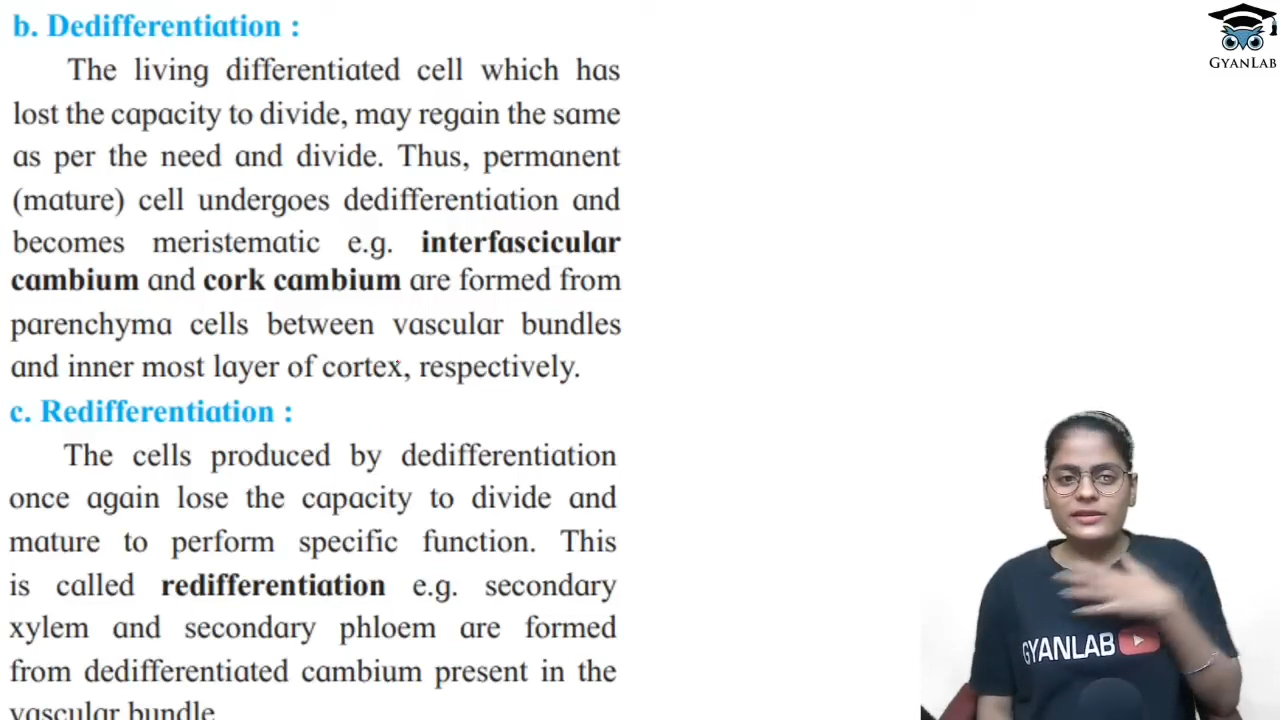 b. Dedifferentiation :
The living differentiated cell which has
lost the capacity to divide, may regain the same
as per the need and divide. Thus, permanent
(mature) cell undergoes dedifferentiation and
becomes meristematic e.g. interfascicular
cambium and cork cambium are formed from
parenchyma cells between vascular bundles
and inner most layer of cortex, respectively.
c. Redifferentiation :
The cells produced by dedifferentiation
once again lose the capacity to divide and
mature to perform specific function. This
is called redifferentiation e.g. secondary
xylem and secondary phloem are formed
from dedifferentiated cambium present in the
vascular bundle.
GYANLAB
GYANLAB